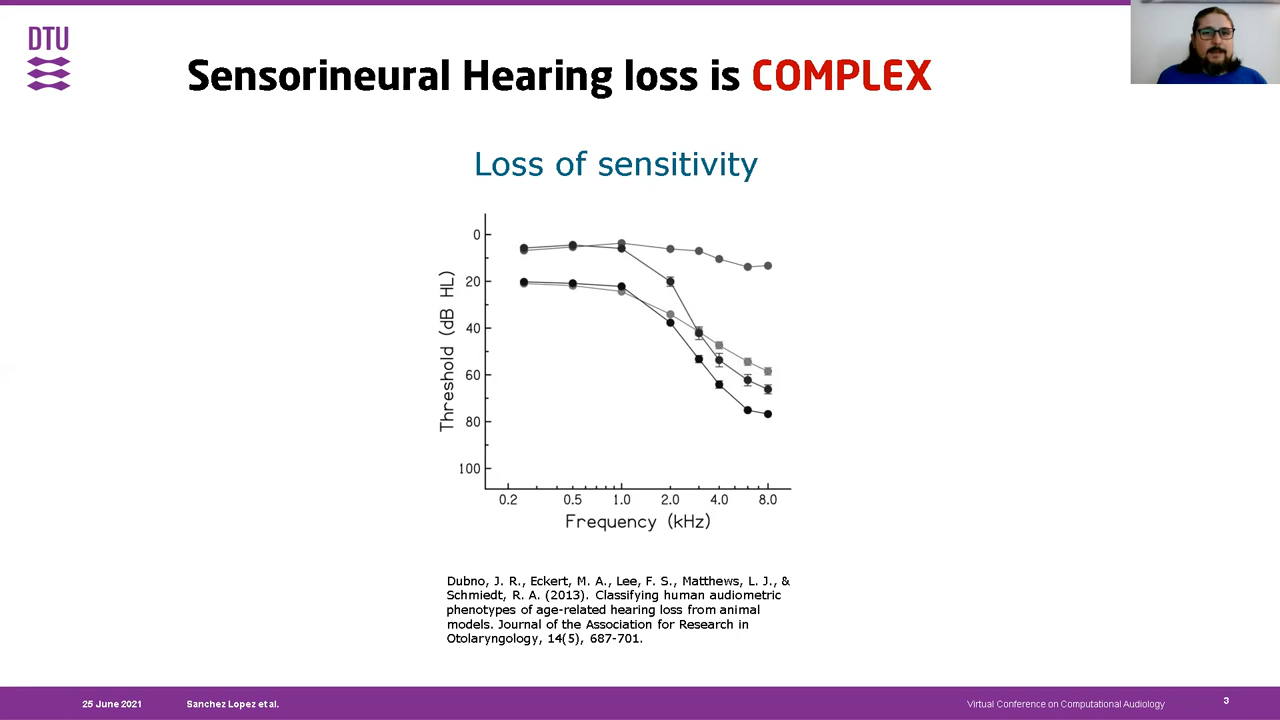 DTU
Sensorineural Hearing loss is COMPLEX
Loss of sensitivity
0
20
40
60
80
100
Threshold (dB HL)
0.2 0.5 1.0 2.0 4.0 8.0
Frequency (kHz)
Dubno, J. R., Eckert, M. A., Lee, F. S., Matthews, L. J., &
Schmiedt, R. A. (2013). Classifying human audiometric
phenotypes of age-related hearing loss from animal
models. Journal of the Association for Research in
Otolaryngology, 14(5), 687-701.
25 June 2021 Sanchez Lopez et al. Virtual Conference on Computational Audiology 3